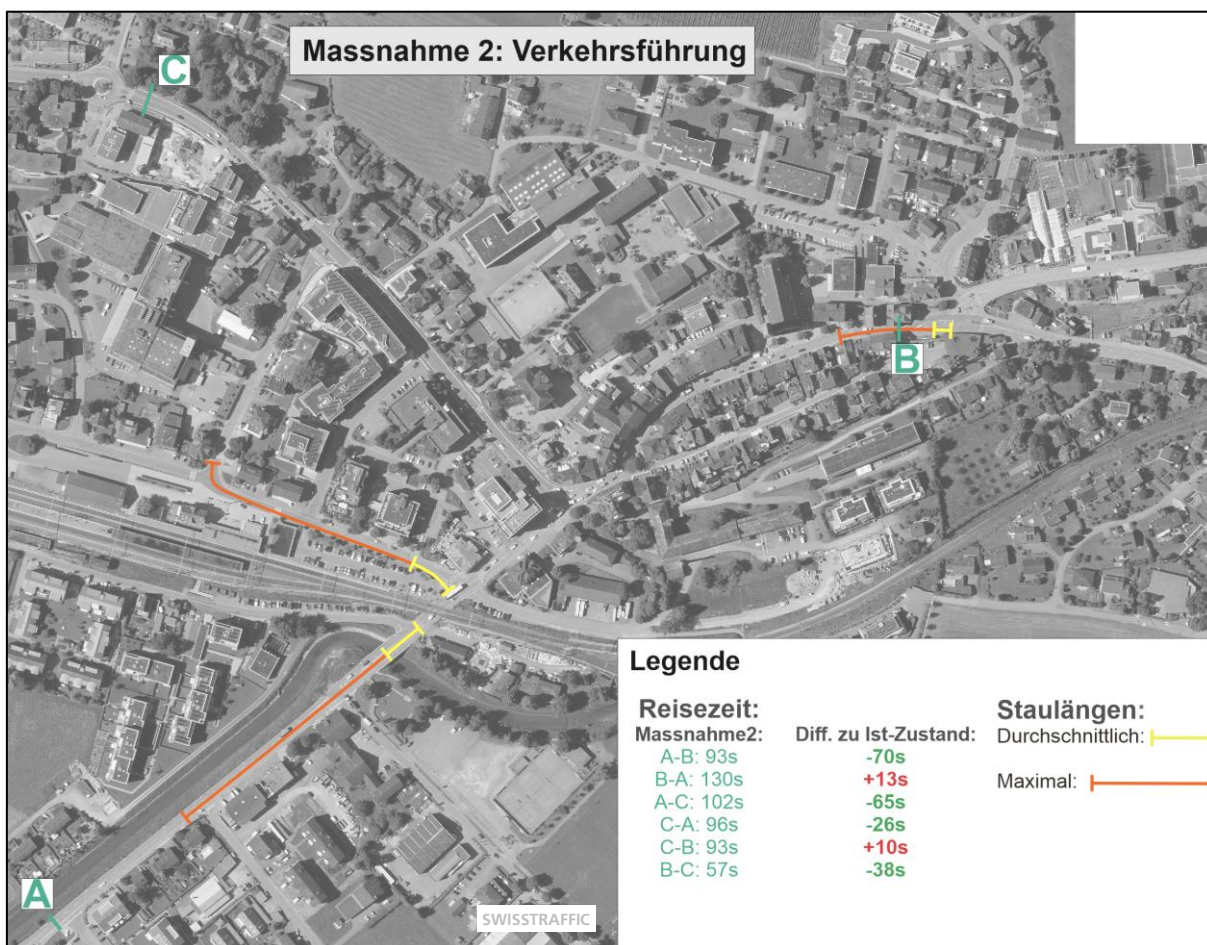 Massnahme 2: Verkehrsführung
C
B
A
Legende
Reisezeit:
Massnahme2: Diff. zu Ist-Zustand:
A-B: 93s -70s
B-A: 130s +13s
A-C: 102s -65s
C-A: 96s -26s
C-B: 93s +10s
B-C: 57s -38s
Staulängen:
Durchschnittlich:
Maximal:
SWISSTRAFFIC